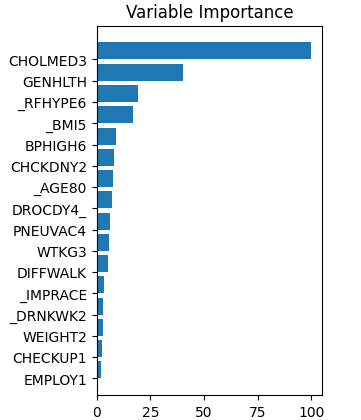 Variable Importance
CHOLMED3
GENHLTH
_RFHYPE6
_BMI5
BPHIGH6
CHCKDNY2
_AGE80
DROCDY4_
PNEUVAC4
WTKG3
DIFFWALK
_IMPRACE
_DRNKWK2
WEIGHT2
CHECKUP1
EMPLOY1
0 25 50 75 100